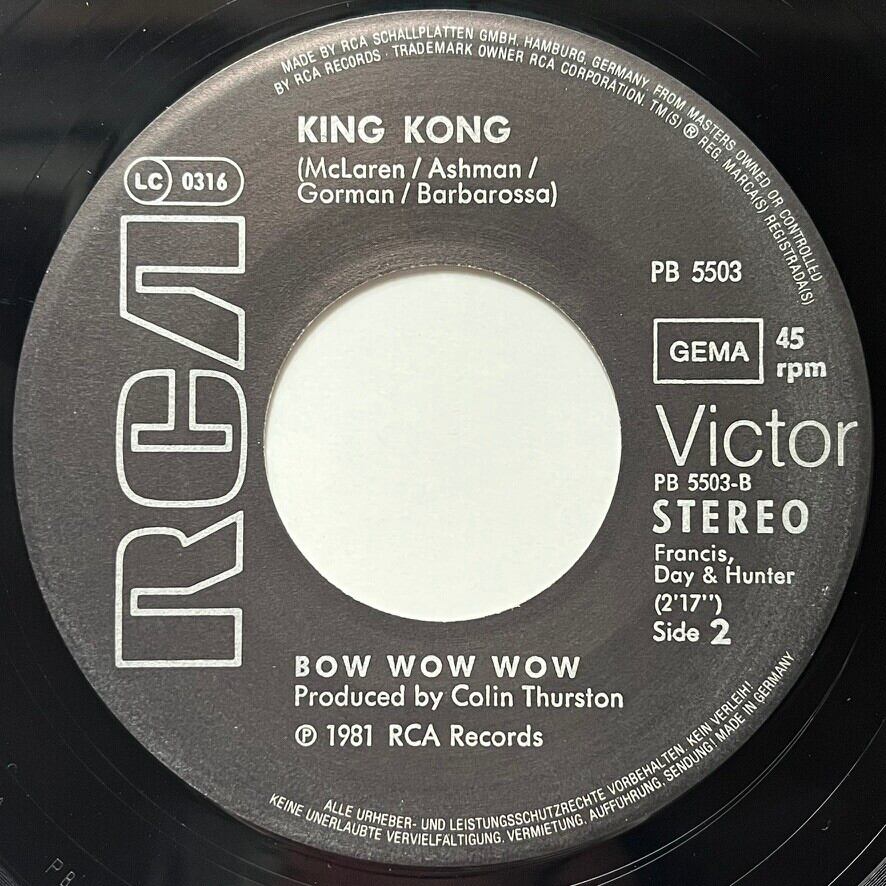 MADE BY RCA SCHALLPLATTEN GMBH, HAMBURG, GERMANY, FROM MASTERS OWNED OR CONTROLLED
BY RCA RECORDS · TRADEMARK OWNER RCA CORPORATION. TM(S) ® REG. MARCA(S) REGISTRADA(S)
KING KONG
(McLaren / Ashman /
Gorman / Barbarossa)
LC 0316
RCA
PB 5503
GEMA
45
rpm
Victor
PB 5503-B
STEREO
Francis,
Day & Hunter
(2'17'')
Side 2
BOW WOW WOW
Produced by Colin Thurston
℗ 1981 RCA Records
ALLE URHEBER- UND LEISTUNGSSCHUTZRECHTE VORBEHALTEN. KEIN VERLEIH!
KEINE UNERLAUBTE VERVIELFÄLTIGUNG, VERMIETUNG, AUFFÜHRUNG, SENDUNG! MADE IN GERMANY